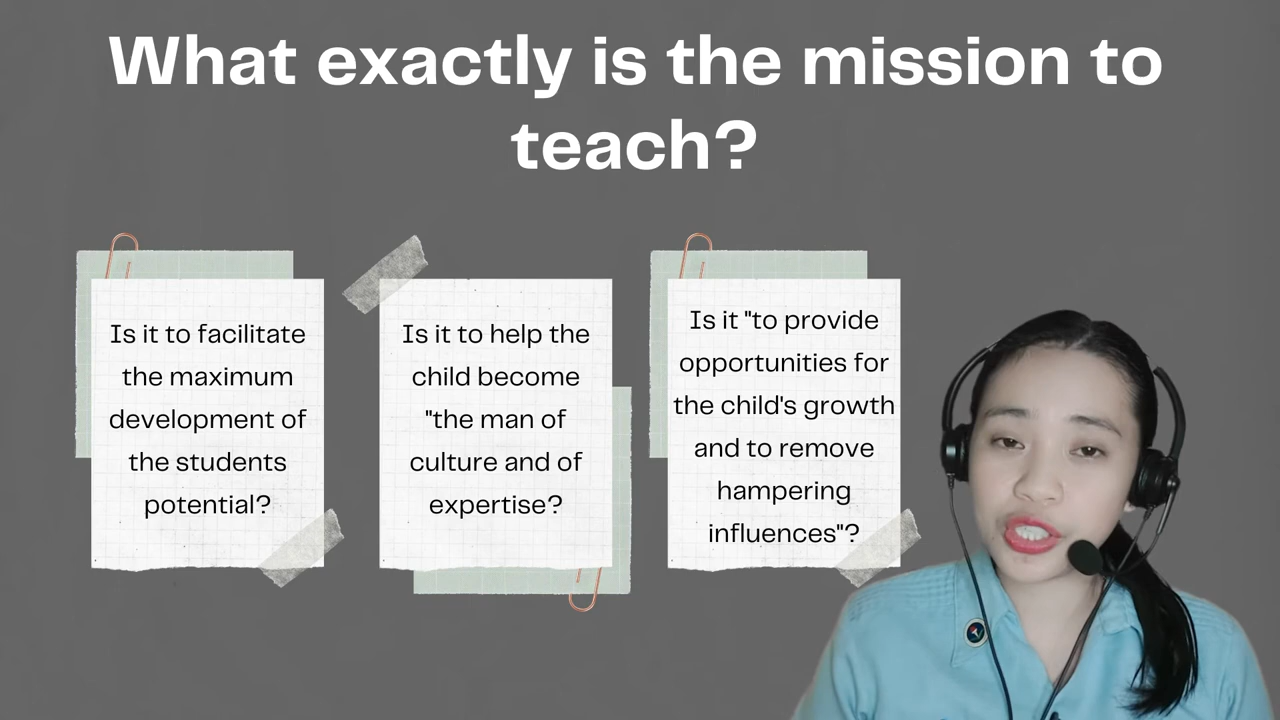 What exactly is the mission to
teach?
Is it to facilitate
the maximum
development of
the students
potential?
Is it to help the
child become
"the man of
culture and of
expertise?
Is it "to provide
opportunities for
the child's growth
and to remove
hampering
influences"?